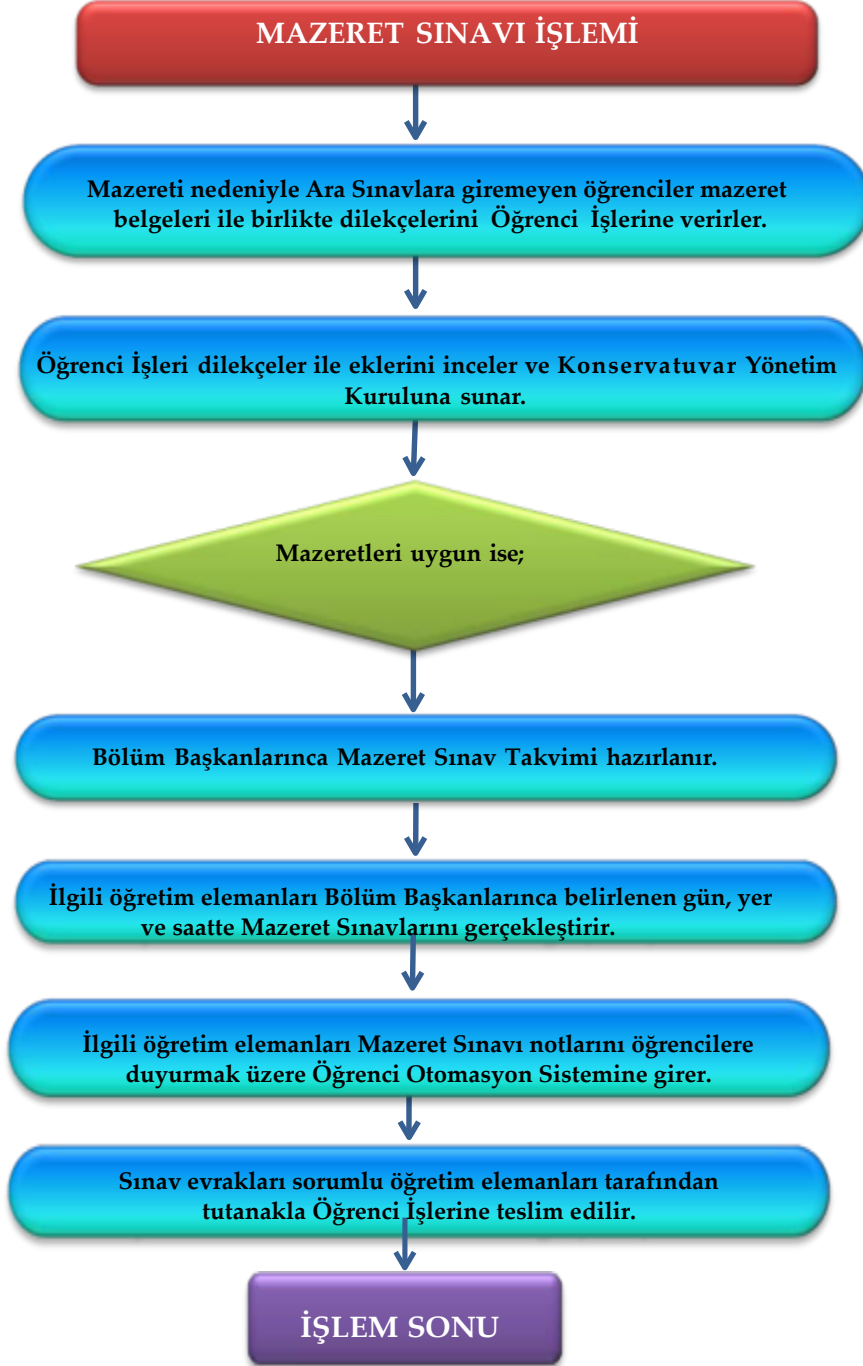 MAZERET SINAVI İŞLEMİ
Mazereti nedeniyle Ara Sınavlara giremeyen öğrenciler mazeret
belgeleri ile birlikte dilekçelerini Öğrenci İşlerine verirler.
Öğrenci İşleri dilekçeler ile eklerini inceler ve Konservatuvar Yönetim
Kuruluna sunar.
Mazeretleri uygun ise;
Bölüm Başkanlarınca Mazeret Sınav Takvimi hazırlanır.
İlgili öğretim elemanları Bölüm Başkanlarınca belirlenen gün, yer
ve saatte Mazeret Sınavlarını gerçekleştirir.
İlgili öğretim elemanları Mazeret Sınavı notlarını öğrencilere
duyurmak üzere Öğrenci Otomasyon Sistemine girer.
Sınav evrakları sorumlu öğretim elemanları tarafından
tutanakla Öğrenci İşlerine teslim edilir.
İŞLEM SONU